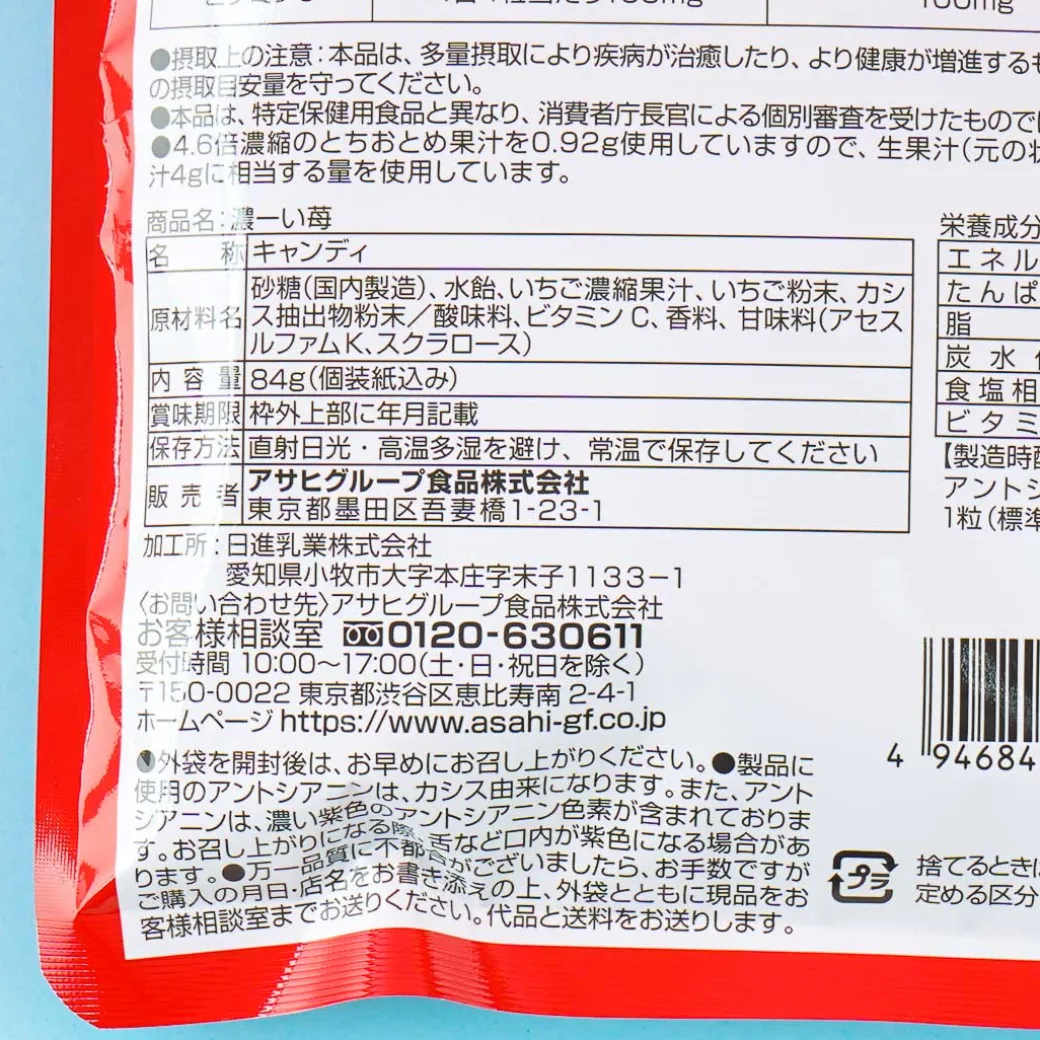 1日1粒当たり100mg
100mg
●摂取上の注意：本品は、多量摂取により疾病が治癒したり、より健康が増進するも
の摂取目安量を守ってください。
●本品は、特定保健用食品と異なり、消費者庁長官による個別審査を受けたもので
●4.6倍濃縮のとちおとめ果汁を0.92g使用していますので、生果汁(元の状
汁4gに相当する量を使用しています。
商品名：濃ーい苺
名 称 キャンディ
原材料名 砂糖(国内製造)、水飴、いちご濃縮果汁、いちご粉末、カシ
ス抽出物粉末／酸味料、ビタミンC、香料、甘味料(アセス
ルファムK、スクラロース)
内容量 84g(個装紙込み)
賞味期限 枠外上部に年月記載
保存方法 直射日光・高温多湿を避け、常温で保存してください
販売者 アサヒグループ食品株式会社
東京都墨田区吾妻橋1-23-1
加工所：日進乳業株式会社
愛知県小牧市大字本庄字末子1133−1
〈お問い合わせ先〉アサヒグループ食品株式会社
お客様相談室 0120-630611
受付時間 10:00〜17:00(土・日・祝日を除く)
〒150-0022 東京都渋谷区恵比寿南2-4-1
ホームページ https://www.asahi-gf.co.jp
●外袋を開封後は、お早めにお召し上がりください。●製品に
使用のアントシアニンは、カシス由来になります。また、アント
シアニンは、濃い紫色のアントシアニン色素が含まれておりま
す。お召し上がりになる際、舌など口内が紫色になる場合があ
ります。●万一品質に不都合がございましたら、お手数ですが
ご購入の月日・店名をお書き添えの上、外袋とともに現品をお
客様相談室までお送りください。代品と送料をお送りします。
栄養成分
エネル
たんぱ
脂
炭水
食塩相
ビタミ
【製造時
アントシ
1粒(標準
4 94684
プラ
捨てるときは
定める区分